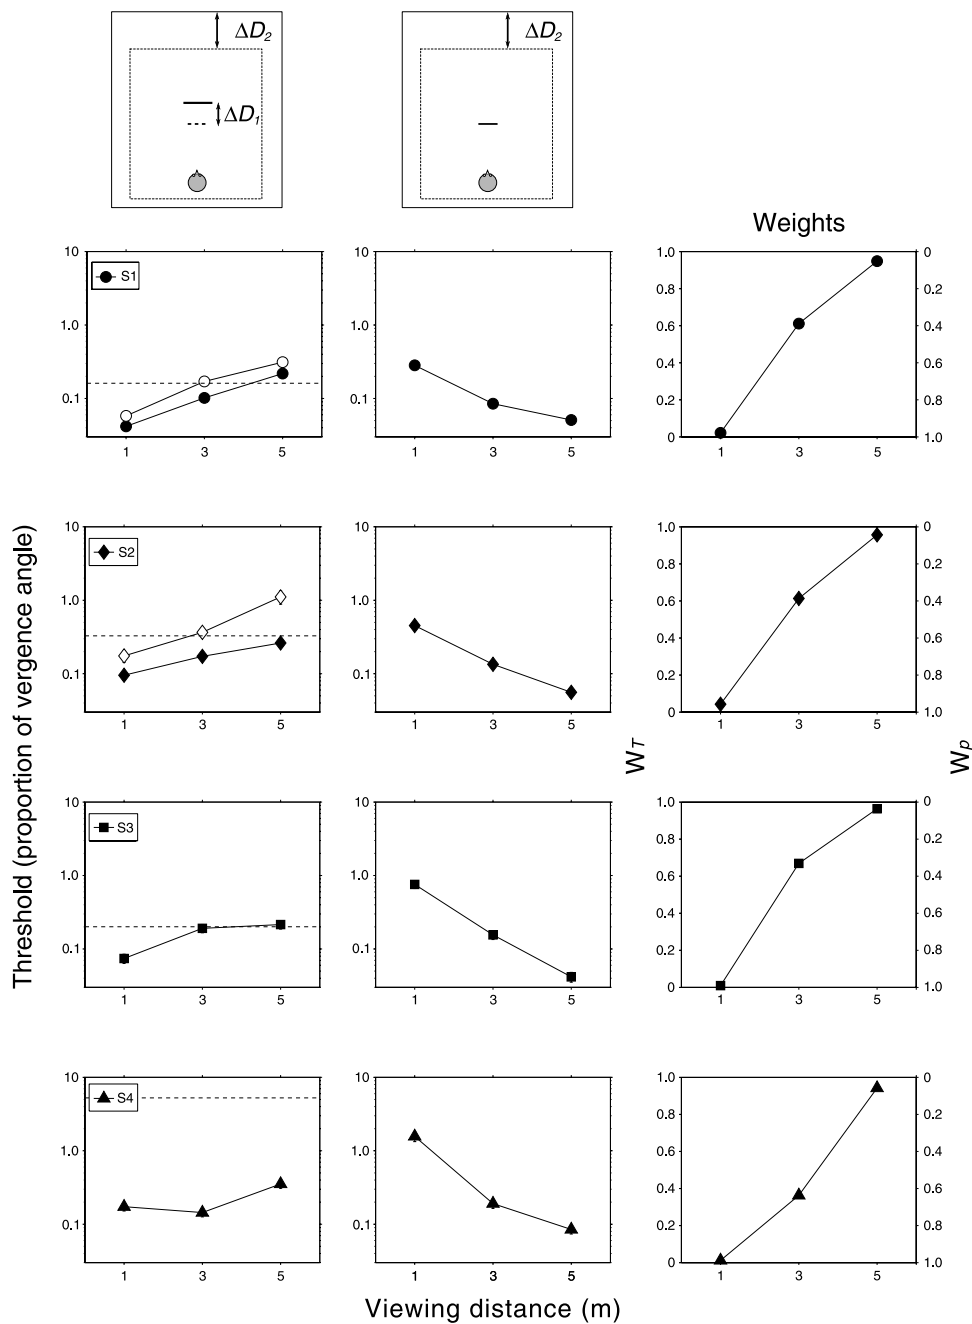 ΔD₂ ΔD₂
ΔD₁
Weights
10 10 1.0 0
S1
0.8 0.2
1.0 1.0
0.6 0.4
0.4 0.6
0.1 0.1
0.2 0.8
0 1.0
1 3 5 1 3 5 1 3 5
10 10 1.0 0
S2
0.8 0.2
1.0 1.0
0.6 0.4
0.4 0.6
0.1 0.1
0.2 0.8
0 1.0
1 3 5 1 3 5 1 3 5
Threshold (proportion of vergence angle)
W_T
W_p
10 10 1.0 0
S3
0.8 0.2
1.0 1.0
0.6 0.4
0.4 0.6
0.1 0.1
0.2 0.8
0 1.0
1 3 5 1 3 5 1 3 5
10 10 1.0 0
S4
0.8 0.2
1.0 1.0
0.6 0.4
0.4 0.6
0.1 0.1
0.2 0.8
0 1.0
1 3 5 1 3 5 1 3 5
Viewing distance (m)